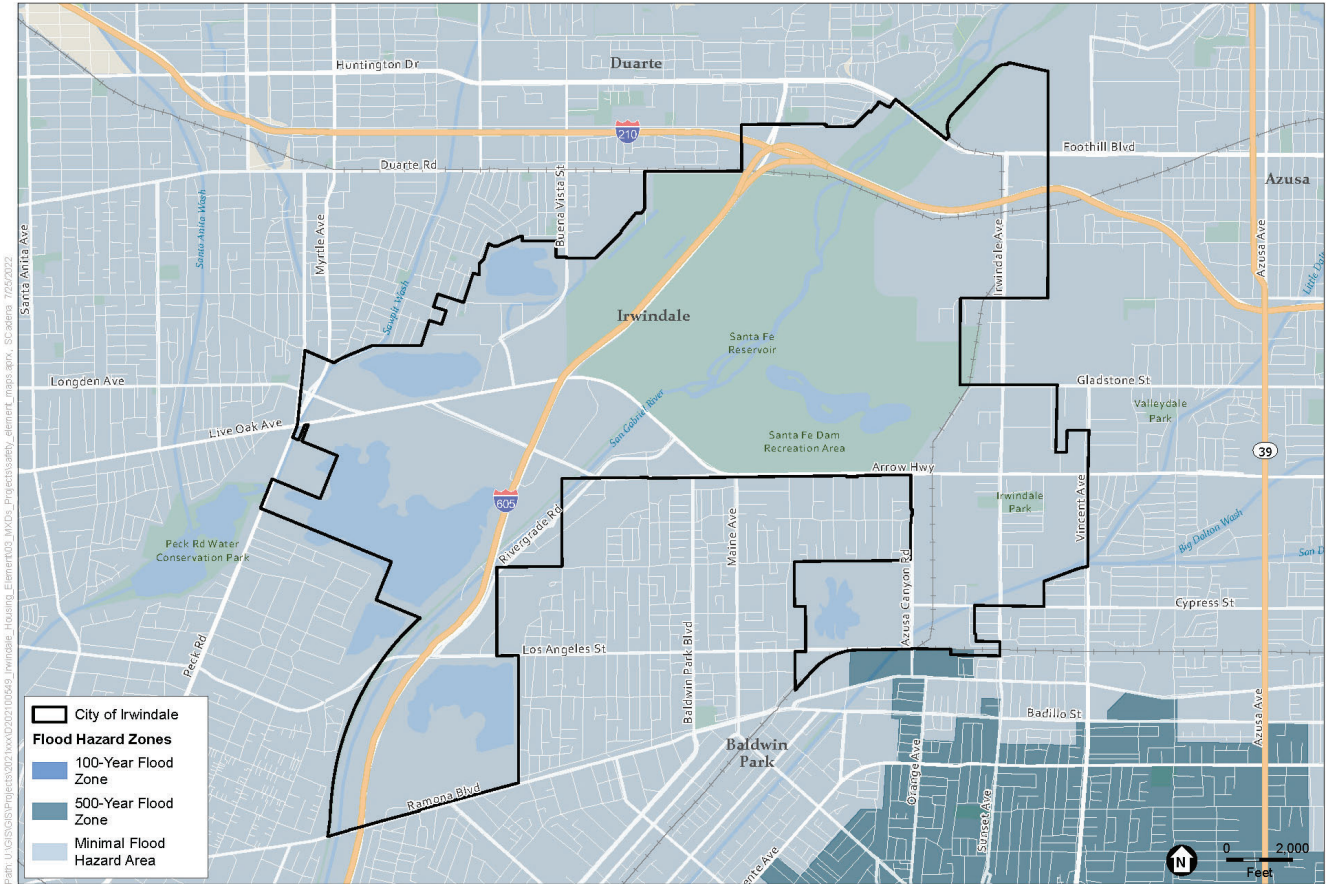 Huntington Dr
Duarte
210
Duarte Rd
Foothill Blvd
Azusa
Santa Anita Ave
Santa Anita Wash
Myrtle Ave
Sawpit Wash
Buena Vista St
Irwindale Ave
Azusa Ave
Irwindale
Santa Fe
Reservoir
Longden Ave
Gladstone St
Valleydale
Park
Live Oak Ave
San Gabriel River
Santa Fe Dam
Recreation Area
39
Arrow Hwy
605
Rivergrade Rd
Irwindale
Park
Vincent Ave
Peck Rd Water
Conservation Park
Maine Ave
Big Dalton Wash
Azusa Canyon Rd
Cypress St
Peck Rd
Los Angeles St
Baldwin Park Blvd
Badillo St
Azusa Ave
Baldwin
Park
Orange Ave
Ramona Blvd
Sunset Ave
City of Irwindale
Flood Hazard Zones
100-Year Flood
Zone
500-Year Flood
Zone
Minimal Flood
Hazard Area
N
0 2,000
Feet